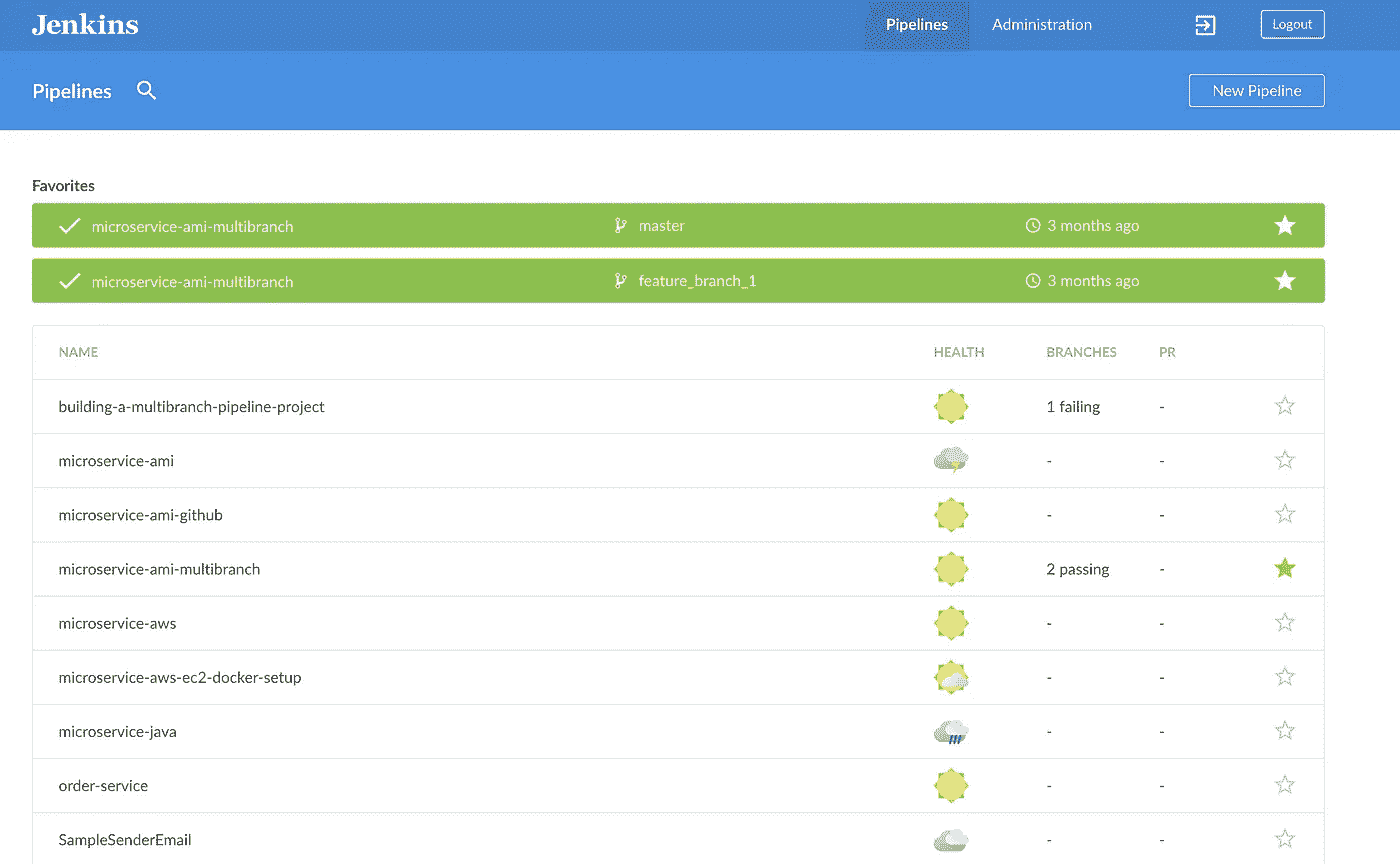 Jenkins Pipelines Administration Logout
Pipelines New Pipeline
Favorites
microservice-ami-multibranch master 3 months ago
microservice-ami-multibranch feature_branch_1 3 months ago
NAME HEALTH BRANCHES PR
building-a-multibranch-pipeline-project 1 failing -
microservice-ami - -
microservice-ami-github - -
microservice-ami-multibranch 2 passing -
microservice-aws - -
microservice-aws-ec2-docker-setup - -
microservice-java - -
order-service - -
SampleSenderEmail - -